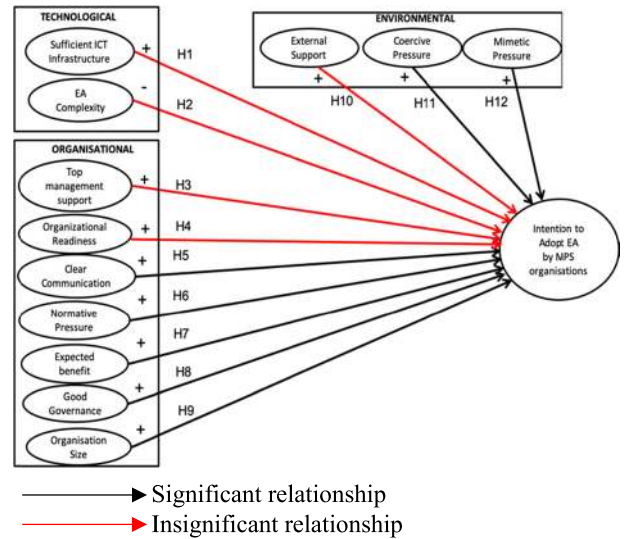 TECHNOLOGICAL
Sufficient ICT
Infrastructure
+
H1
EA
Complexity
-
H2
ENVIRONMENTAL
External
Support
+
H10
Coercive
Pressure
+
H11
Mimetic
Pressure
+
H12
ORGANISATIONAL
Top
management
support
+
H3
Organizational
Readiness
+
H4
Clear
Communication
+
H5
Normative
Pressure
+
H6
Expected
benefit
+
H7
Good
Governance
+
H8
Organisation
Size
+
H9
Intention to
Adopt EA
by NPS
organisations
Significant relationship
Insignificant relationship